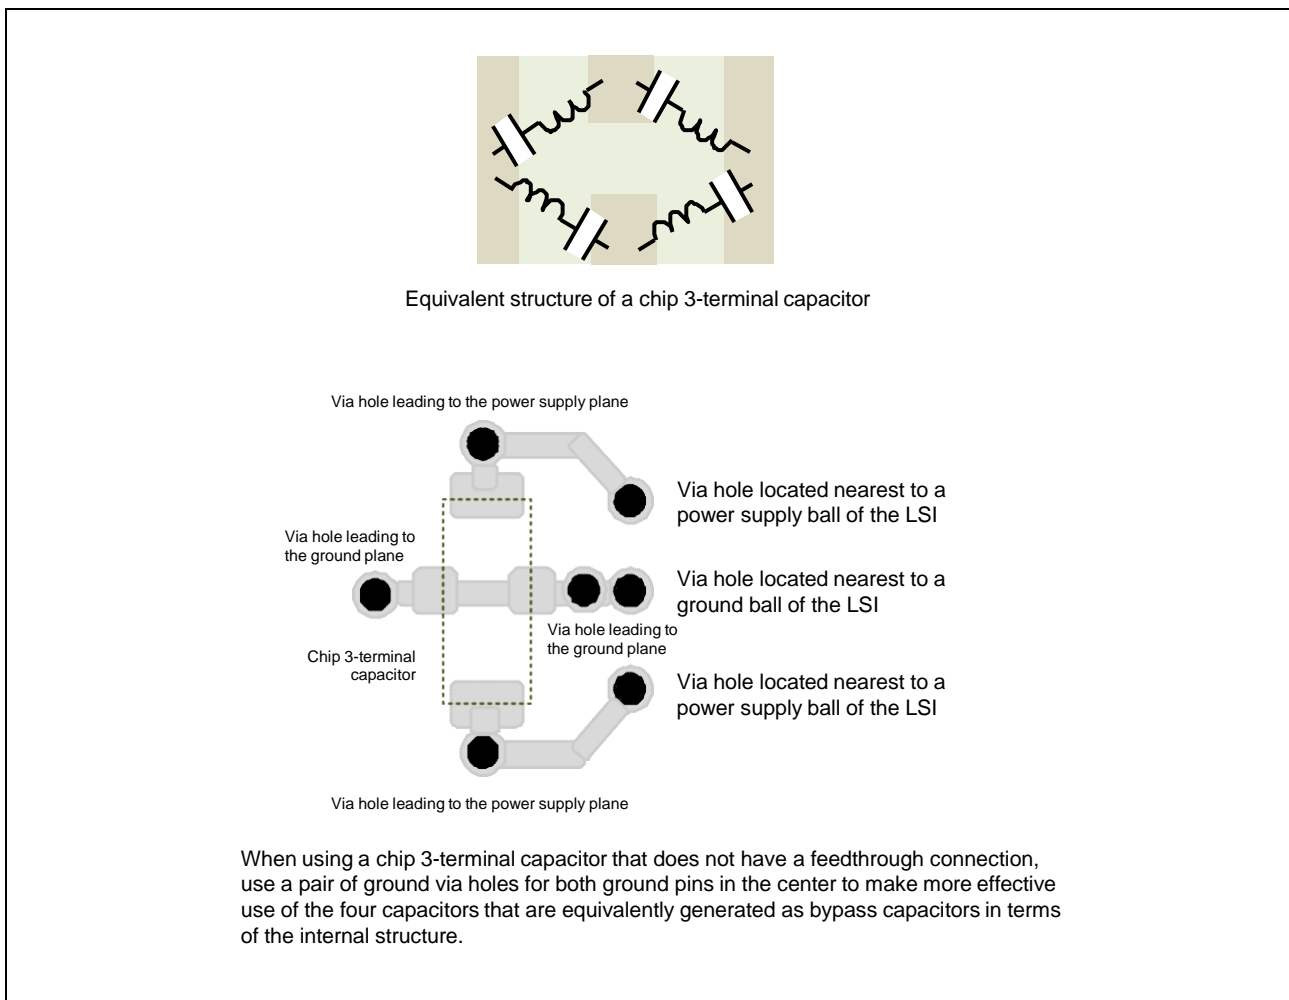 Equivalent structure of a chip 3-terminal capacitor
Via hole leading to the power supply plane
Via hole located nearest to a
power supply ball of the LSI
Via hole leading to
the ground plane
Via hole located nearest to a
ground ball of the LSI
Via hole leading to
the ground plane
Chip 3-terminal
capacitor
Via hole located nearest to a
power supply ball of the LSI
Via hole leading to the power supply plane
When using a chip 3-terminal capacitor that does not have a feedthrough connection,
use a pair of ground via holes for both ground pins in the center to make more effective
use of the four capacitors that are equivalently generated as bypass capacitors in terms
of the internal structure.